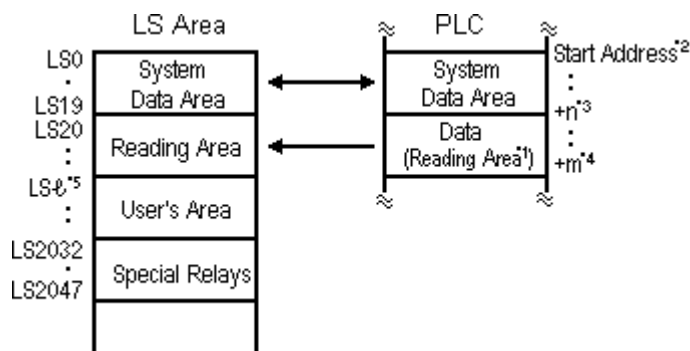 LS Area
PLC
LS0
:
LS19
LS20
:
LS-ℓ*5
:
LS2032
:
LS2047
System
Data Area
Reading Area
User's Area
Special Relays
System
Data Area
Data
(Reading Area*1)
Start Address*2
:
+n*3
:
+m*4